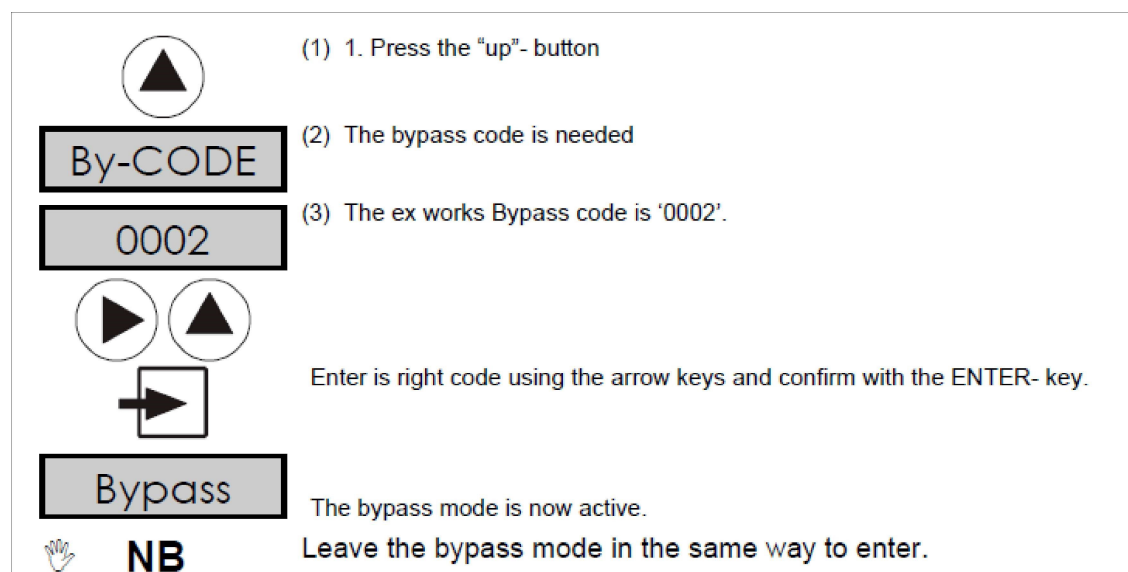 (1) 1. Press the “up”- button
By-CODE
(2) The bypass code is needed
0002
(3) The ex works Bypass code is ‘0002’.
Enter is right code using the arrow keys and confirm with the ENTER- key.
Bypass
The bypass mode is now active.
NB
Leave the bypass mode in the same way to enter.